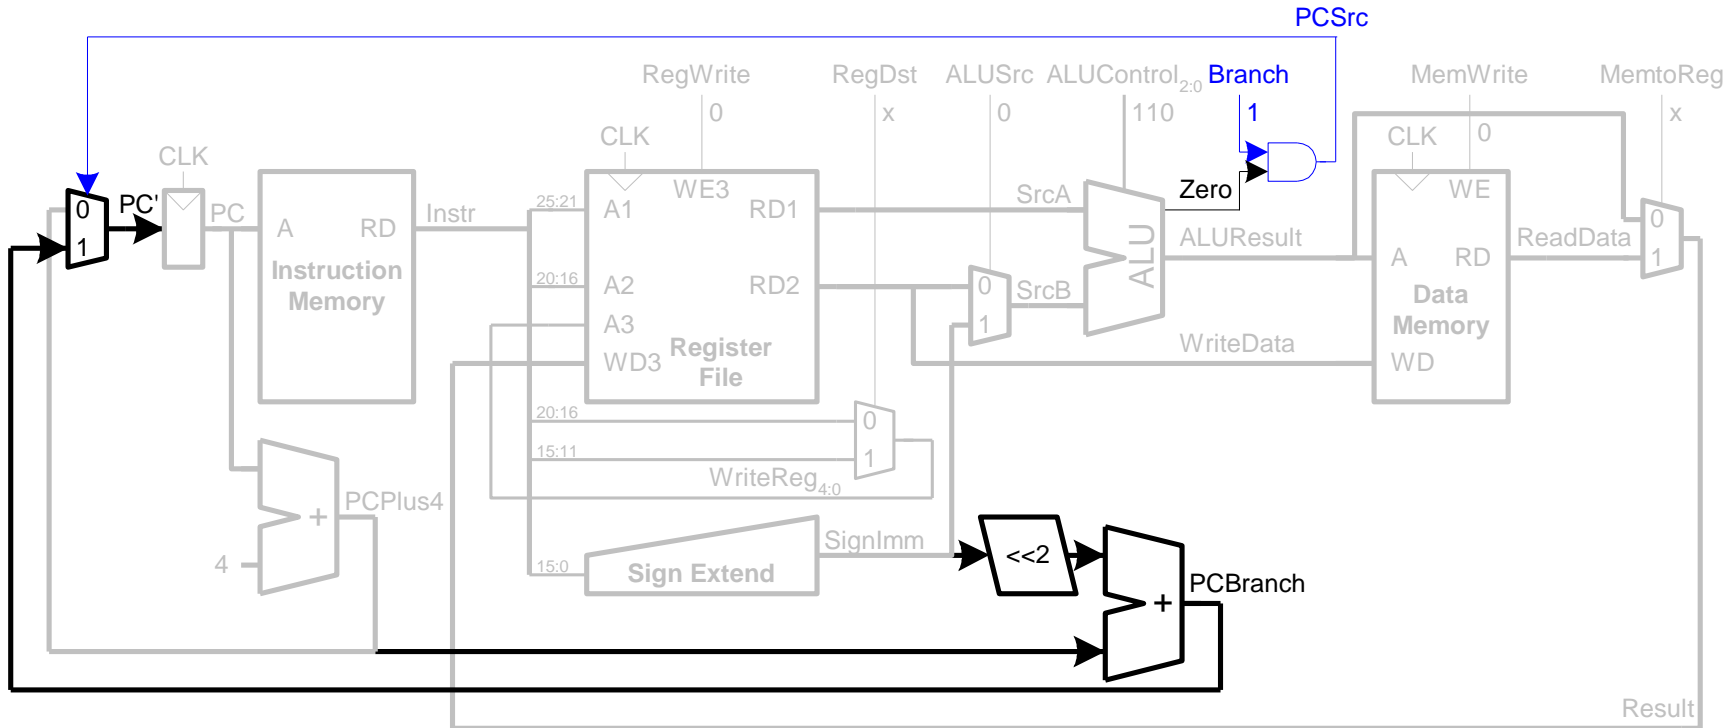 PCSrc
RegWrite RegDst ALUSrc ALUControl2:0 Branch MemWrite MemtoReg
0 x 0 110 1 0 x
CLK CLK CLK
PC' PC A RD Instr
Instruction
Memory
0
1
25:21 A1 WE3 RD1 SrcA Zero
20:16 A2 RD2 0 SrcB ALU ALUResult
A3 1
WD3 Register
File
WriteData
A WE RD ReadData 0
Data 1
Memory
WD
20:16 0
15:11 1
WriteReg4:0
PCPlus4
+
4
SignImm
15:0 Sign Extend <<2
+ PCBranch
Result